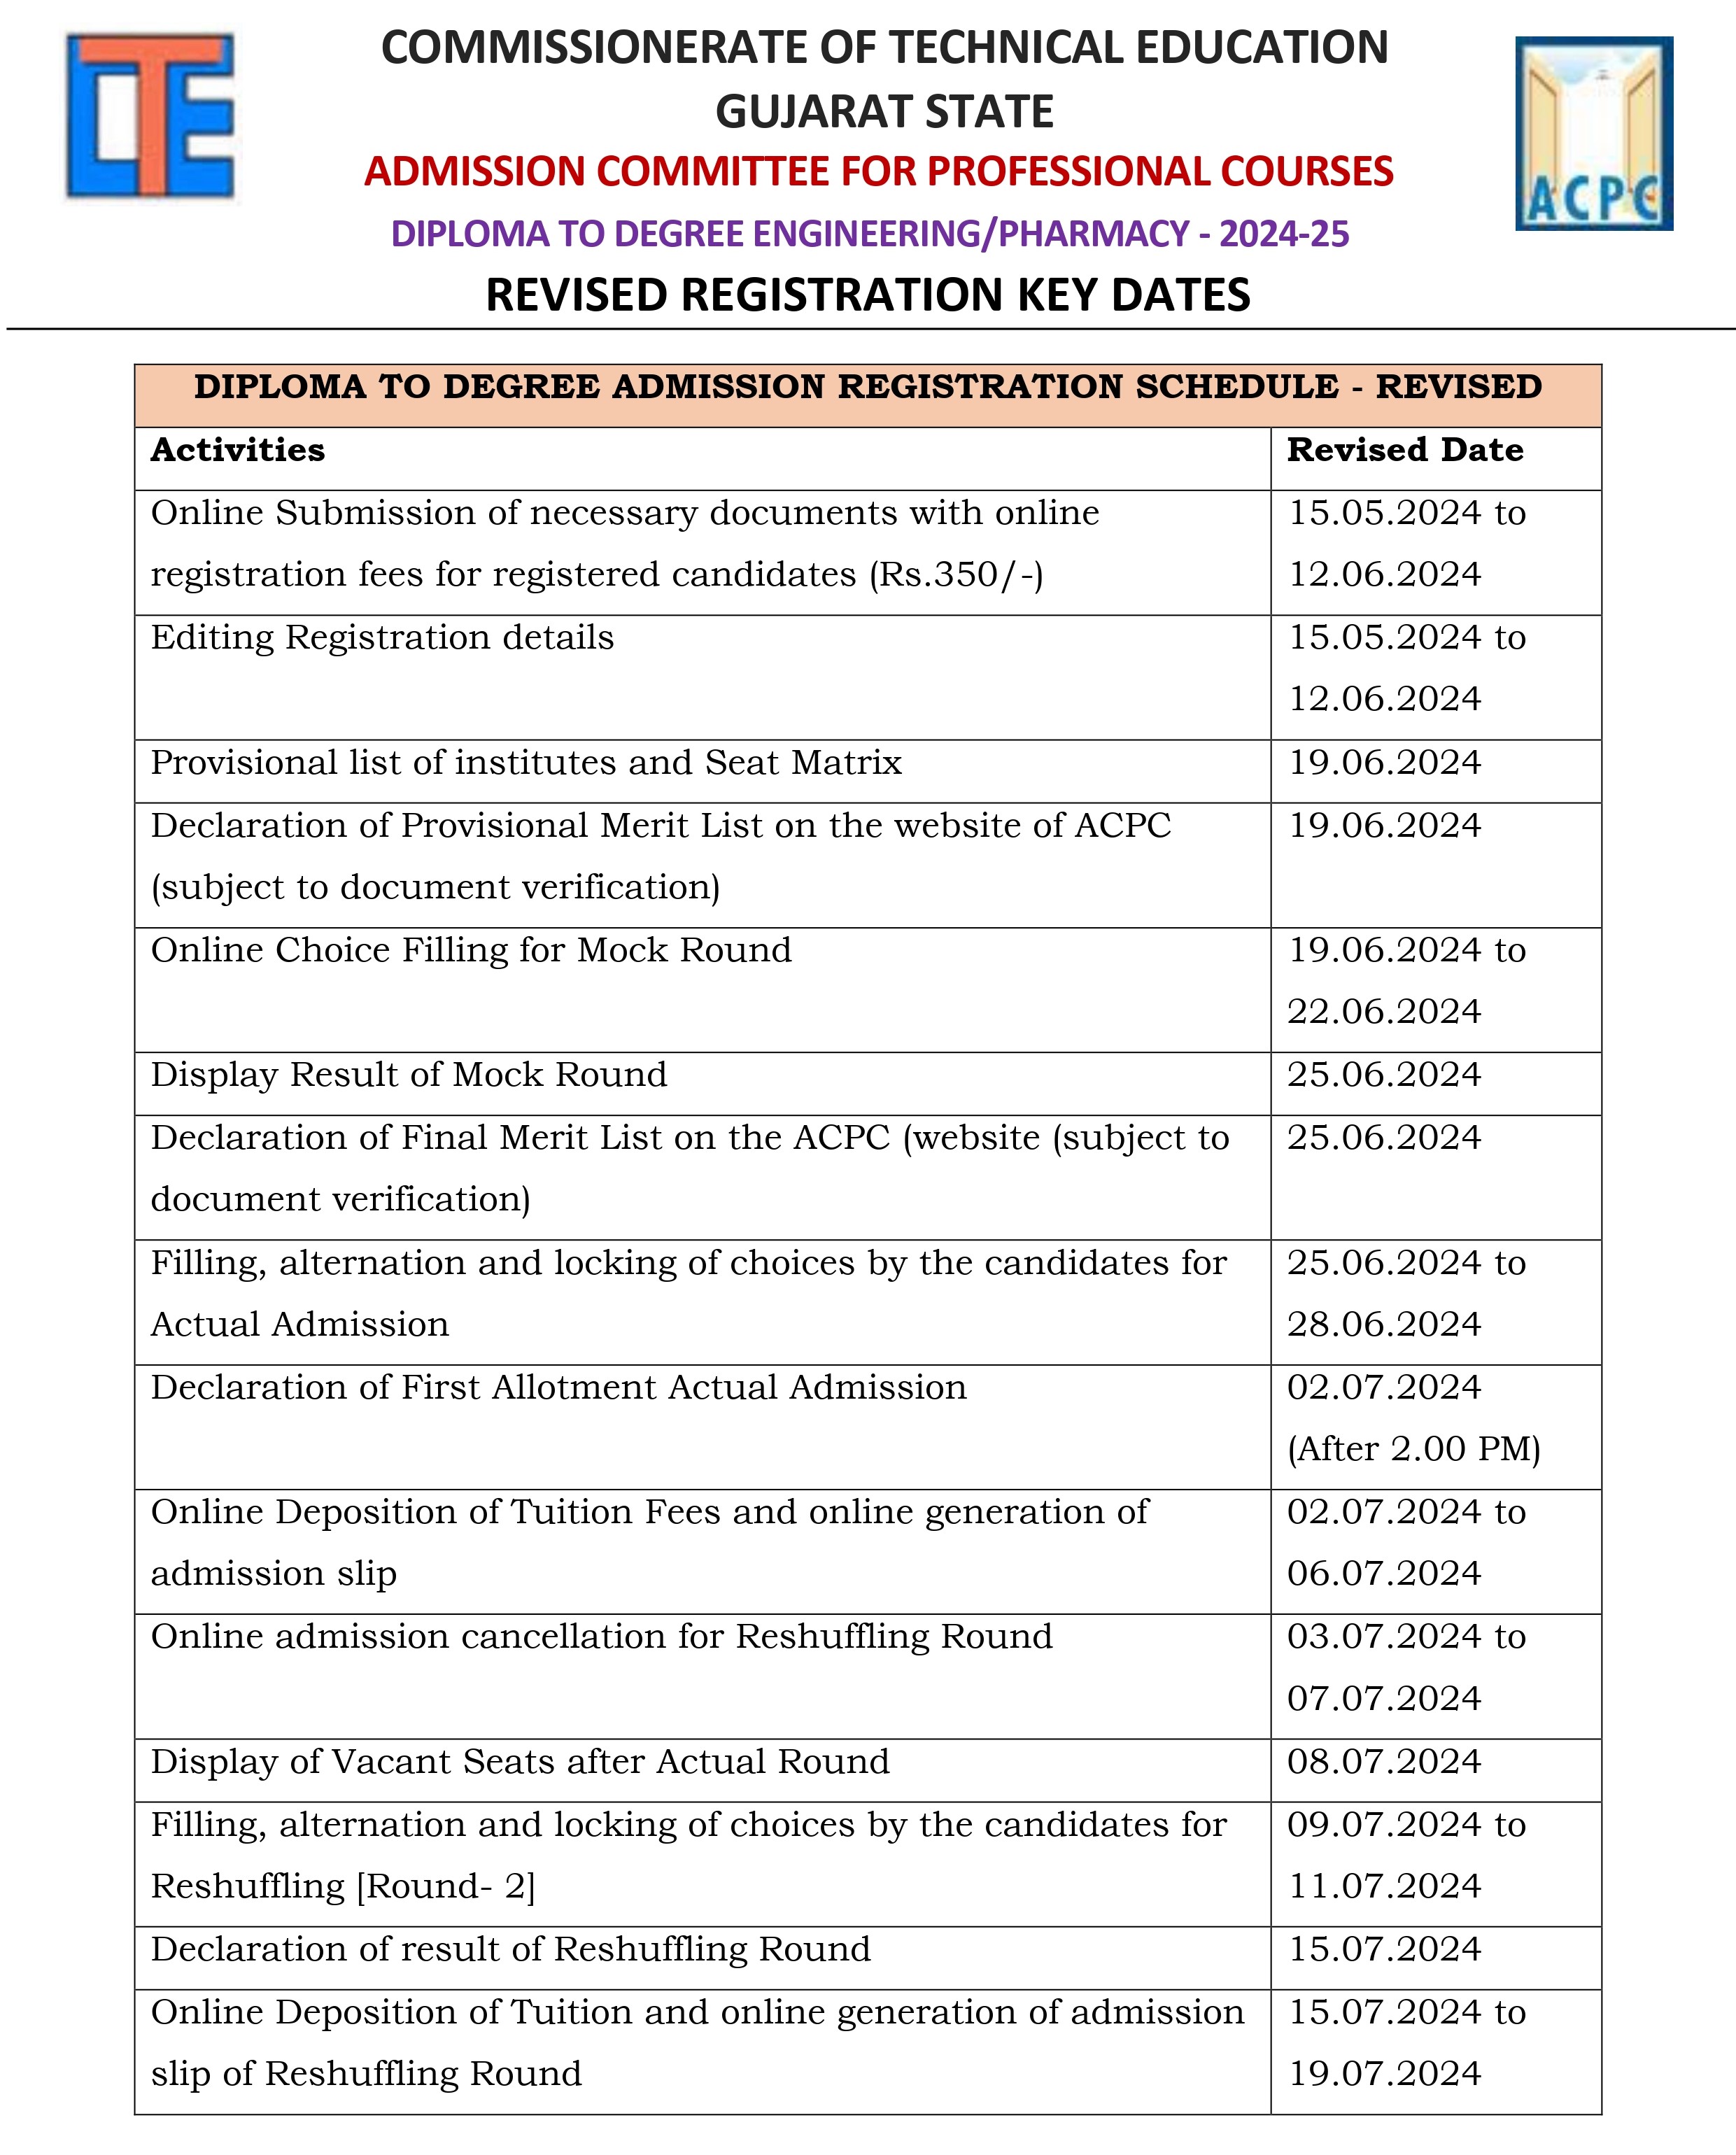 COMMISSIONERATE OF TECHNICAL EDUCATION
GUJARAT STATE
ADMISSION COMMITTEE FOR PROFESSIONAL COURSES
DIPLOMA TO DEGREE ENGINEERING/PHARMACY - 2024-25
REVISED REGISTRATION KEY DATES
CTE
ACPC
DIPLOMA TO DEGREE ADMISSION REGISTRATION SCHEDULE - REVISED
Activities
Revised Date
Online Submission of necessary documents with online
registration fees for registered candidates (Rs.350/-)
15.05.2024 to
12.06.2024
Editing Registration details
15.05.2024 to
12.06.2024
Provisional list of institutes and Seat Matrix
19.06.2024
Declaration of Provisional Merit List on the website of ACPC
(subject to document verification)
19.06.2024
Online Choice Filling for Mock Round
19.06.2024 to
22.06.2024
Display Result of Mock Round
25.06.2024
Declaration of Final Merit List on the ACPC (website (subject to
document verification)
25.06.2024
Filling, alternation and locking of choices by the candidates for
Actual Admission
25.06.2024 to
28.06.2024
Declaration of First Allotment Actual Admission
02.07.2024
(After 2.00 PM)
Online Deposition of Tuition Fees and online generation of
admission slip
02.07.2024 to
06.07.2024
Online admission cancellation for Reshuffling Round
03.07.2024 to
07.07.2024
Display of Vacant Seats after Actual Round
08.07.2024
Filling, alternation and locking of choices by the candidates for
Reshuffling [Round- 2]
09.07.2024 to
11.07.2024
Declaration of result of Reshuffling Round
15.07.2024
Online Deposition of Tuition and online generation of admission
slip of Reshuffling Round
15.07.2024 to
19.07.2024